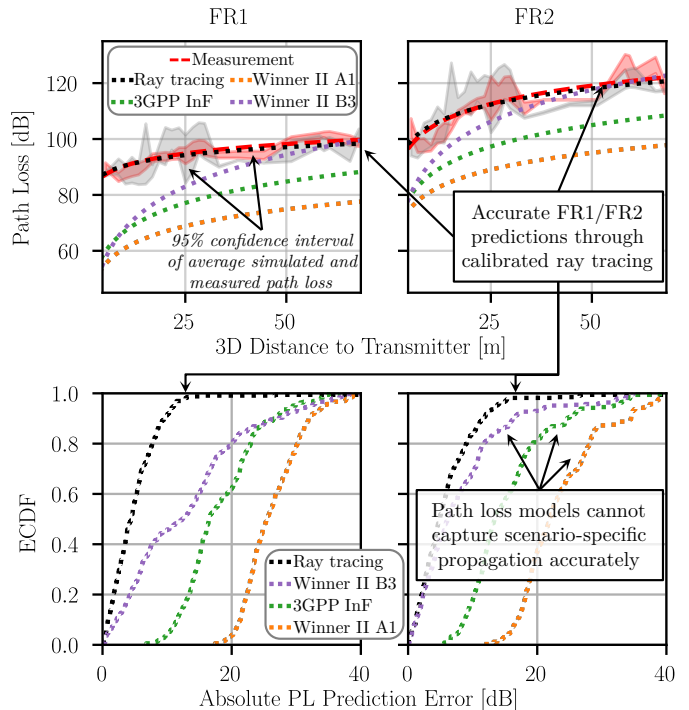 FR1
FR2
Path Loss [dB]
120
100
80
60
Measurement
Ray tracing
Winner II A1
3GPP InF
Winner II B3
95% confidence interval
of average simulated and
measured path loss
Accurate FR1/FR2
predictions through
calibrated ray tracing
25
50
25
50
3D Distance to Transmitter [m]
ECDF
1.0
0.8
0.6
0.4
0.2
0.0
Path loss models cannot
capture scenario-specific
propagation accurately
Ray tracing
Winner II B3
3GPP InF
Winner II A1
0
20
40
0
20
40
Absolute PL Prediction Error [dB]